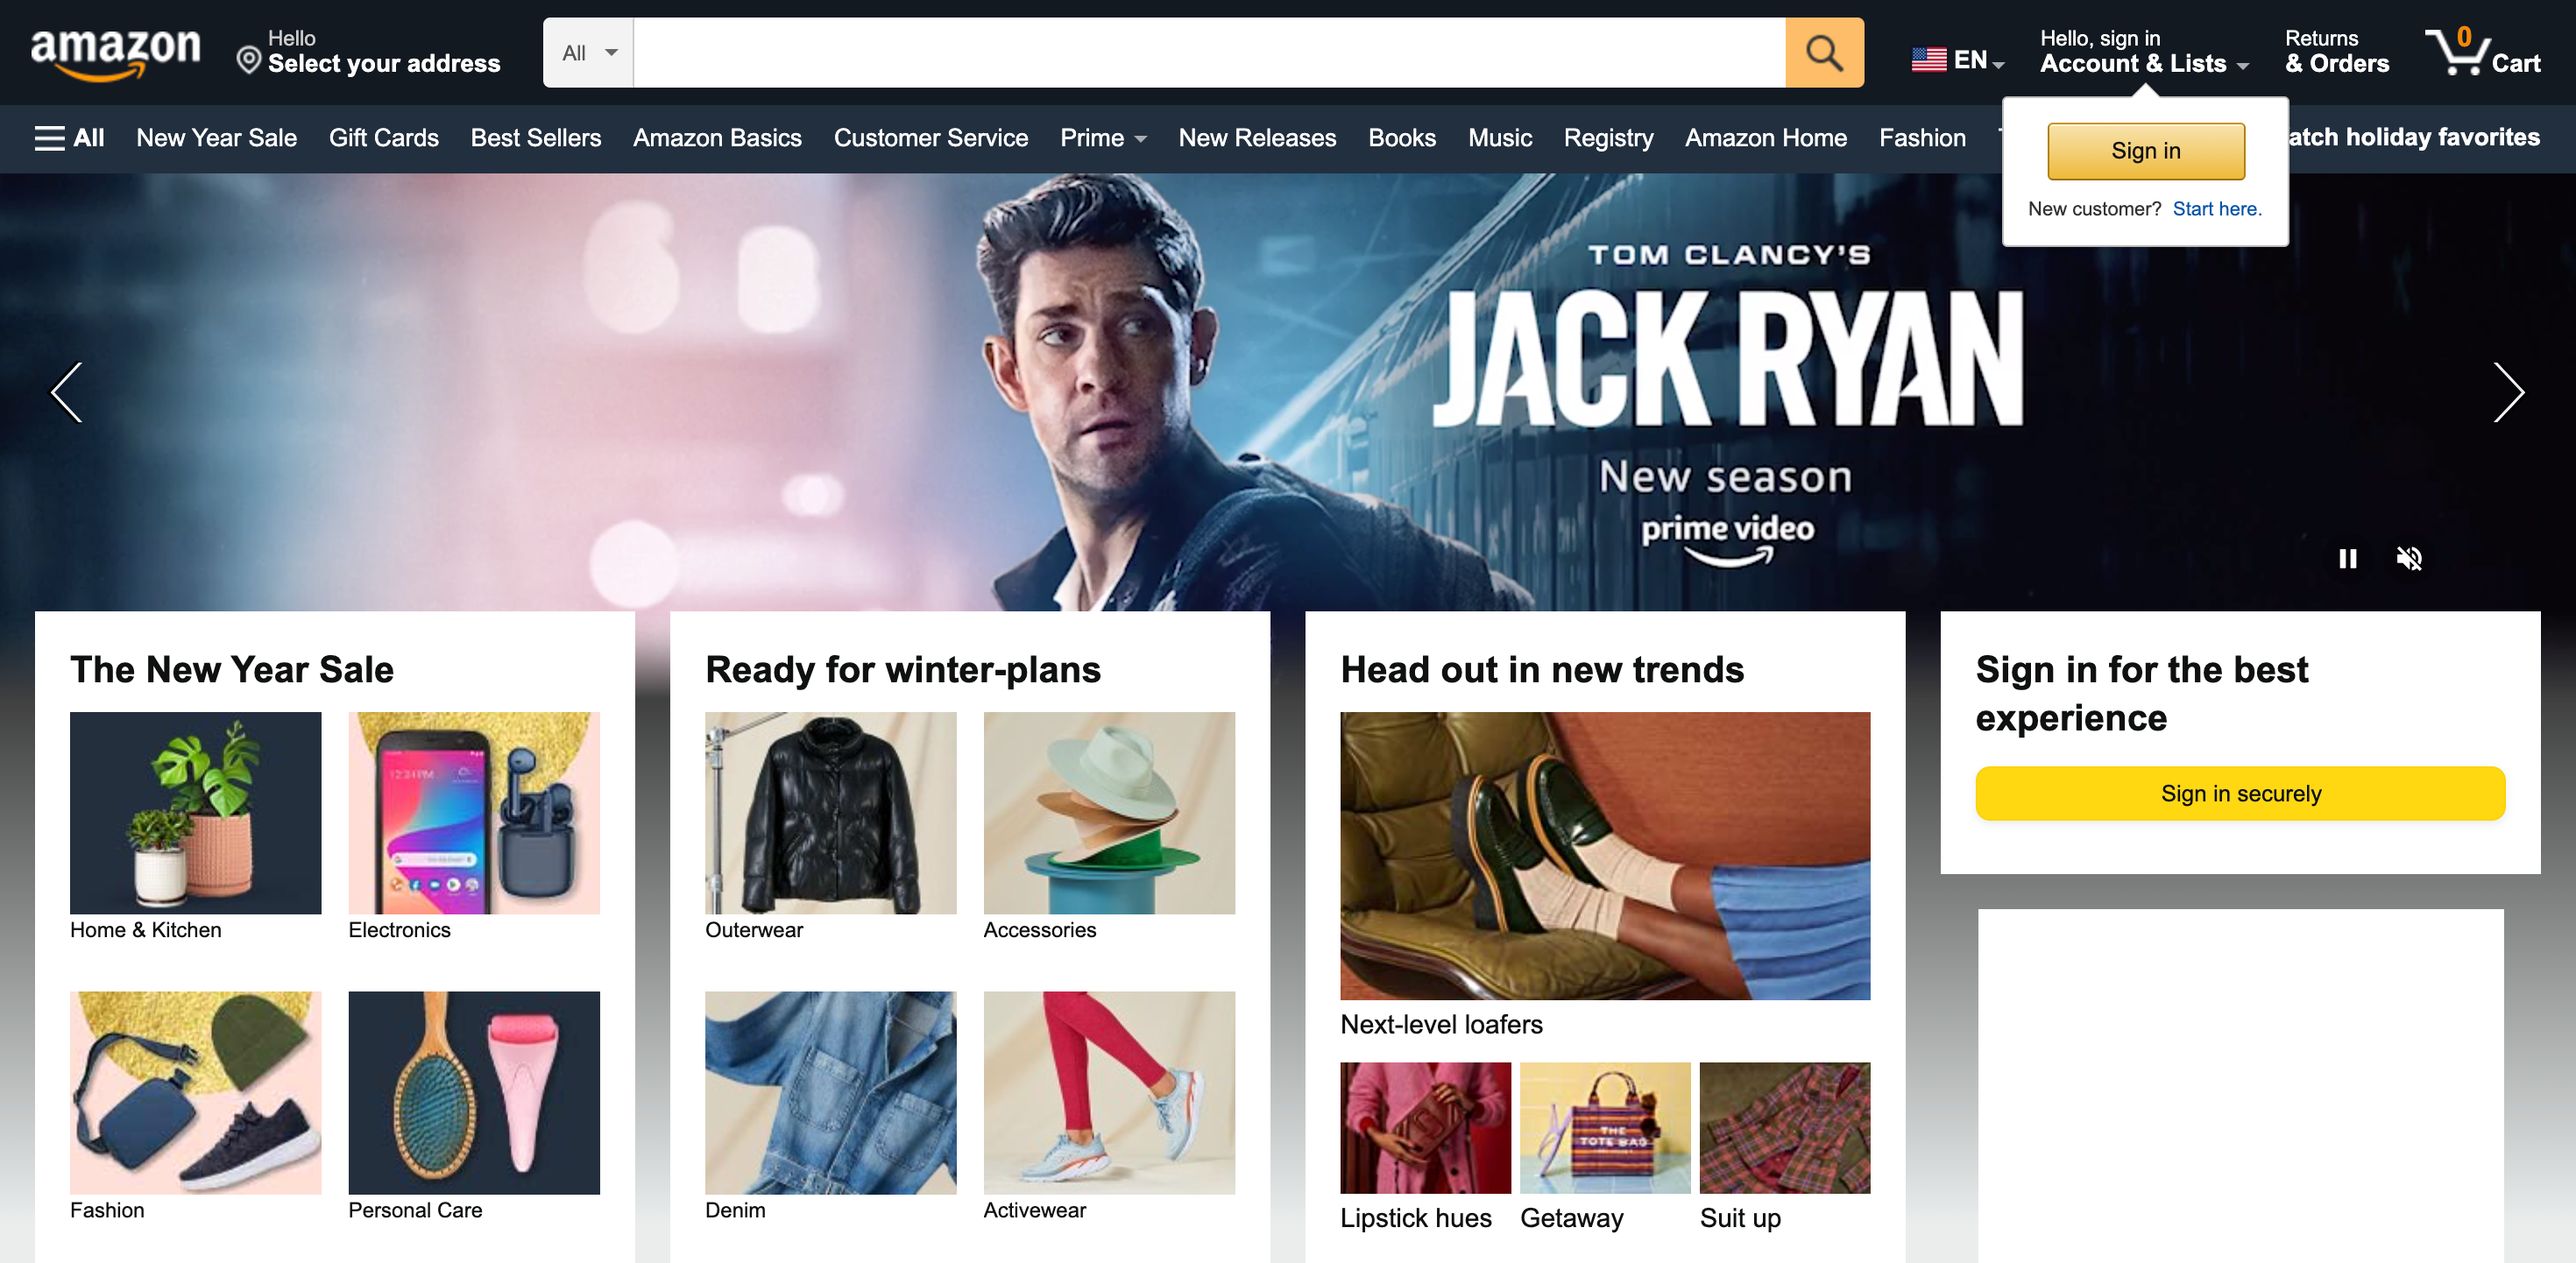 amazon
Hello
Select your address
All
EN
Hello, sign in
Account & Lists
Returns
& Orders
0
Cart
All
New Year Sale
Gift Cards
Best Sellers
Amazon Basics
Customer Service
Prime
New Releases
Books
Music
Registry
Amazon Home
Fashion
atch holiday favorites
Sign in
New customer? Start here.
TOM CLANCY'S
JACK RYAN
New season
prime video
The New Year Sale
Home & Kitchen
Electronics
Fashion
Personal Care
Ready for winter-plans
Outerwear
Accessories
Denim
Activewear
Head out in new trends
Next-level loafers
THE
TOTE BAG
Lipstick hues
Getaway
Suit up
Sign in for the best
experience
Sign in securely